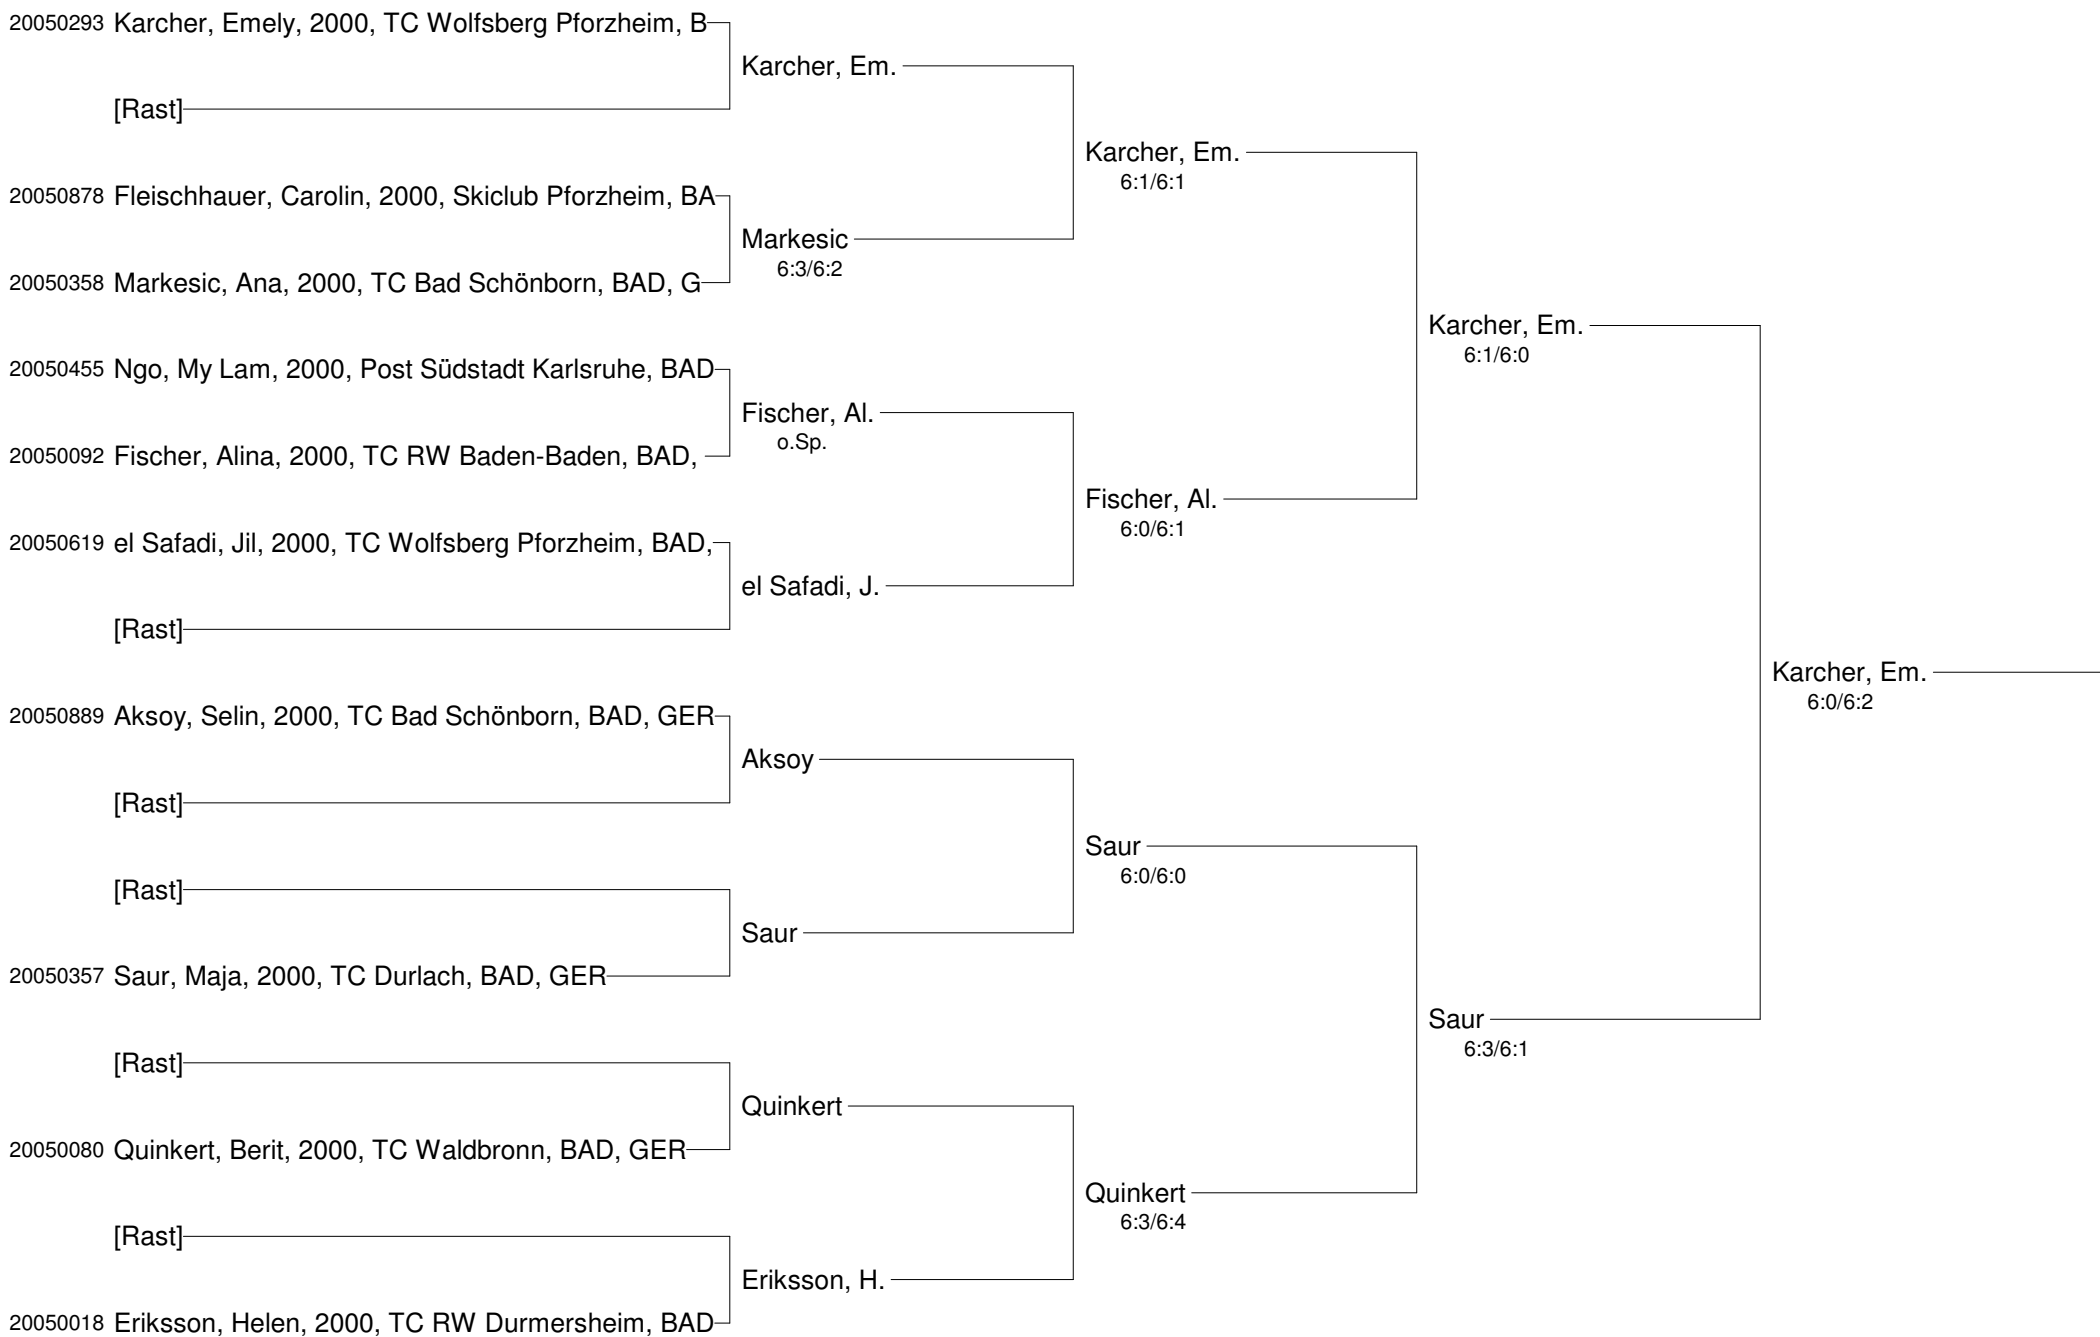 20050293 Karcher, Emely, 2000, TC Wolfsberg Pforzheim, B
Karcher, Em.
[Rast]
Karcher, Em.
6:1/6:1
20050878 Fleischhauer, Carolin, 2000, Skiclub Pforzheim, BA
Markesic
6:3/6:2
20050358 Markesic, Ana, 2000, TC Bad Schönborn, BAD, G
Karcher, Em.
6:1/6:0
20050455 Ngo, My Lam, 2000, Post Südstadt Karlsruhe, BAD
Fischer, Al.
o.Sp.
20050092 Fischer, Alina, 2000, TC RW Baden-Baden, BAD,
Fischer, Al.
6:0/6:1
20050619 el Safadi, Jil, 2000, TC Wolfsberg Pforzheim, BAD,
el Safadi, J.
[Rast]
Karcher, Em.
6:0/6:2
20050889 Aksoy, Selin, 2000, TC Bad Schönborn, BAD, GER
Aksoy
[Rast]
Saur
6:0/6:0
[Rast]
Saur
20050357 Saur, Maja, 2000, TC Durlach, BAD, GER
Saur
6:3/6:1
[Rast]
Quinkert
20050080 Quinkert, Berit, 2000, TC Waldbronn, BAD, GER
Quinkert
6:3/6:4
[Rast]
Eriksson, H.
20050018 Eriksson, Helen, 2000, TC RW Durmersheim, BAD